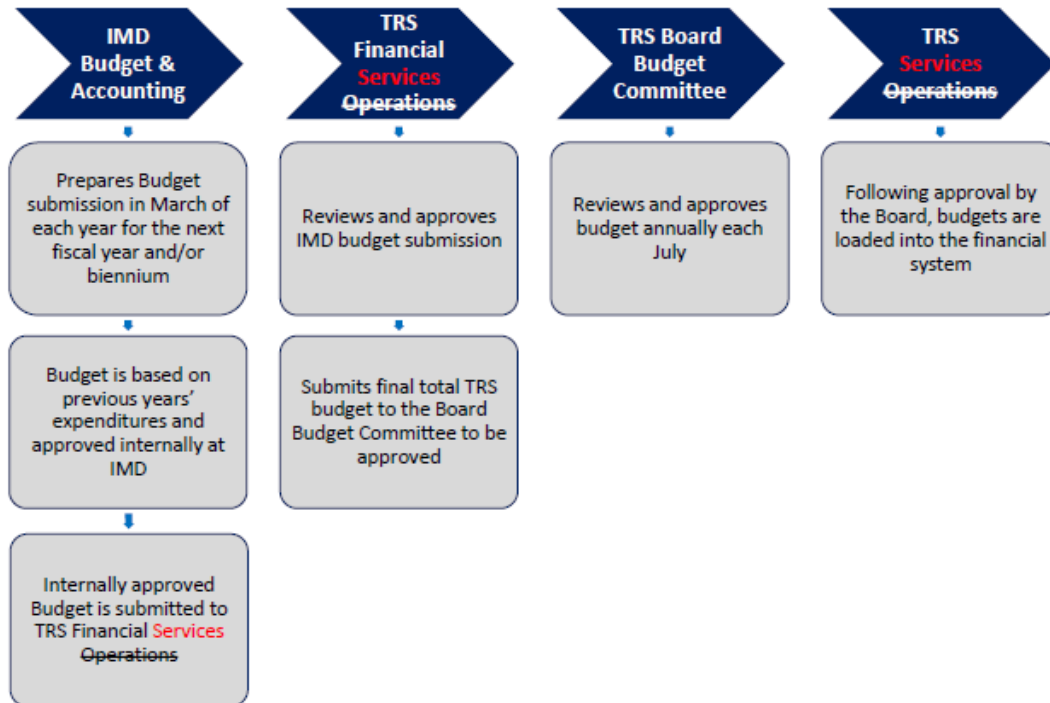 IMD
Budget &
Accounting
Prepares Budget
submission in March of
each year for the next
fiscal year and/or
biennium
Budget is based on
previous years'
expenditures and
approved internally at
IMD
Internally approved
Budget is submitted to
TRS Financial Services
Operations
TRS
Financial
Services
Operations
Reviews and approves
IMD budget submission
Submits final total TRS
budget to the Board
Budget Committee to be
approved
TRS Board
Budget
Committee
Reviews and approves
budget annually each
July
TRS
Services
Operations
Following approval by
the Board, budgets are
loaded into the financial
system